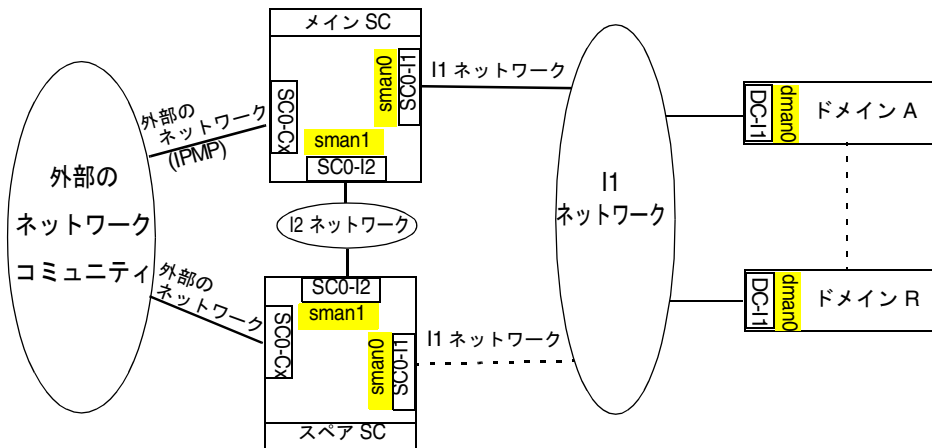 メイン SC
sman0
SC0-I1
SC0-Cx
sman1
SC0-I2
外部の
ネットワーク
(IPMP)
I1 ネットワーク
外部の
ネットワーク
コミュニティ
I2 ネットワーク
I1
ネットワーク
DC-I1
dman0
ドメイン A
DC-I1
dman0
ドメイン R
外部の
ネットワーク
SC0-I2
sman1
SC0-Cx
sman0
SC0-I1
I1 ネットワーク
スペア SC